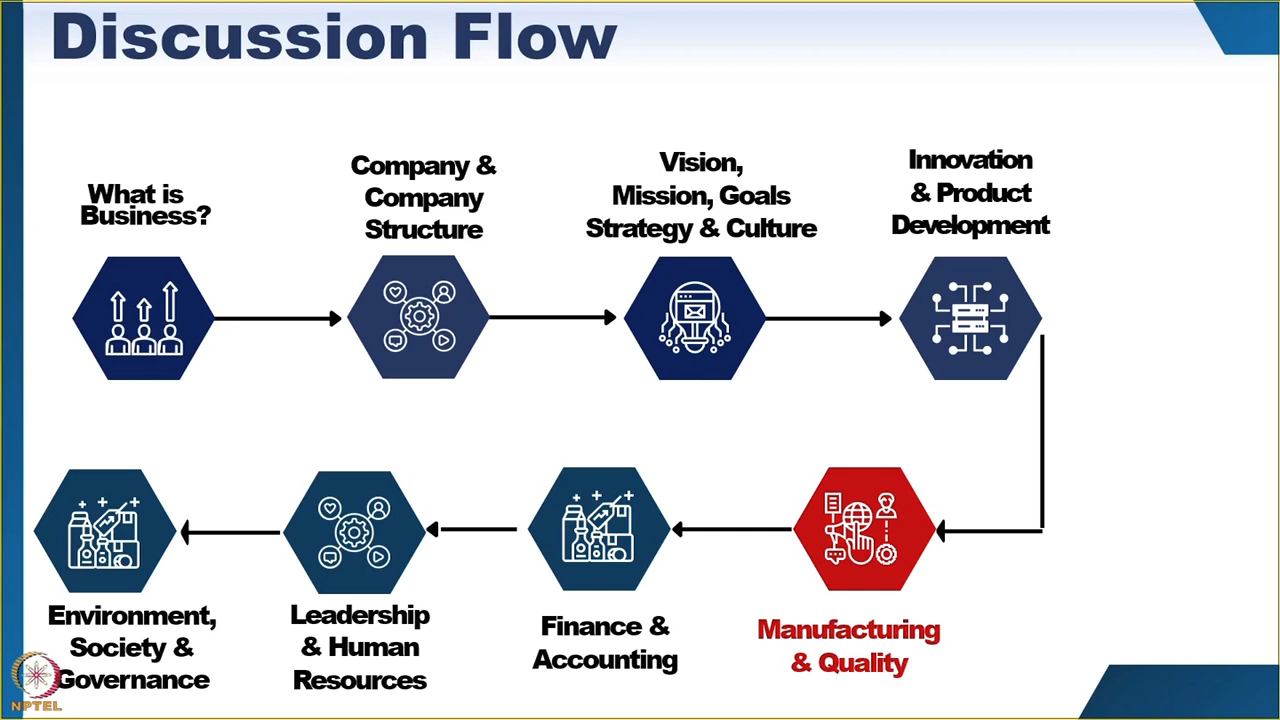 Discussion Flow
What is
Business?
Company &
Company
Structure
Vision,
Mission, Goals
Strategy & Culture
Innovation
& Product
Development
Manufacturing
& Quality
Finance &
Accounting
Leadership
& Human
Resources
Environment,
Society &
Governance
NPTEL